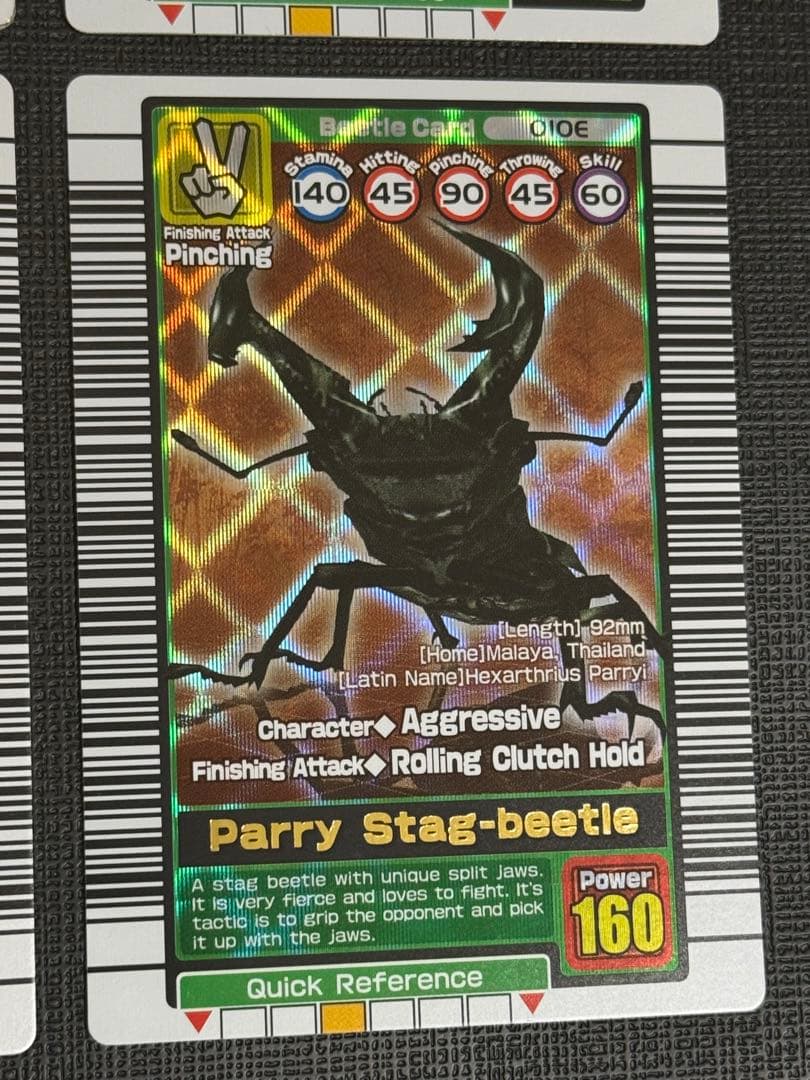 Beetle Card 010E
Stamina Hitting Pinching Throwing Skill
140 45 90 45 60
Finishing Attack
Pinching
[Length] 92mm
[Home]Malaya, Thailand
[Latin Name]Hexarthrius Parryi
Character◆Aggressive
Finishing Attack◆Rolling Clutch Hold
Parry Stag-beetle
A stag beetle with unique split jaws.
It is very fierce and loves to fight. It's
tactic is to grip the opponent and pick
it up with the jaws.
Power
160
Quick Reference